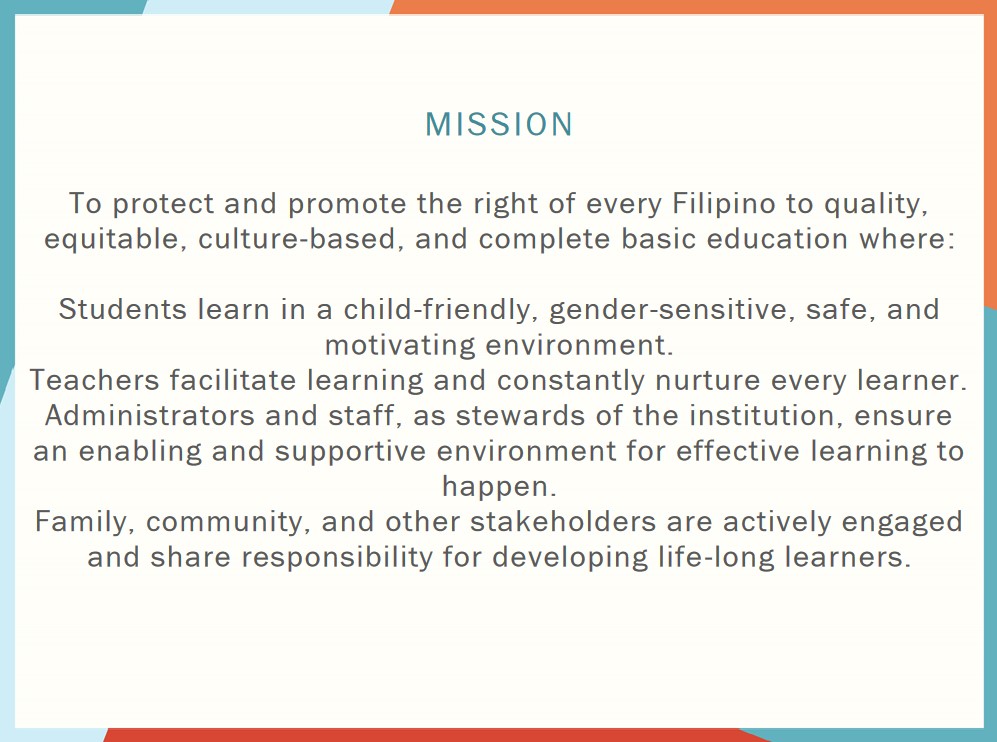 MISSION
To protect and promote the right of every Filipino to quality,
equitable, culture-based, and complete basic education where:
Students learn in a child-friendly, gender-sensitive, safe, and
motivating environment.
Teachers facilitate learning and constantly nurture every learner.
Administrators and staff, as stewards of the institution, ensure
an enabling and supportive environment for effective learning to
happen.
Family, community, and other stakeholders are actively engaged
and share responsibility for developing life-long learners.